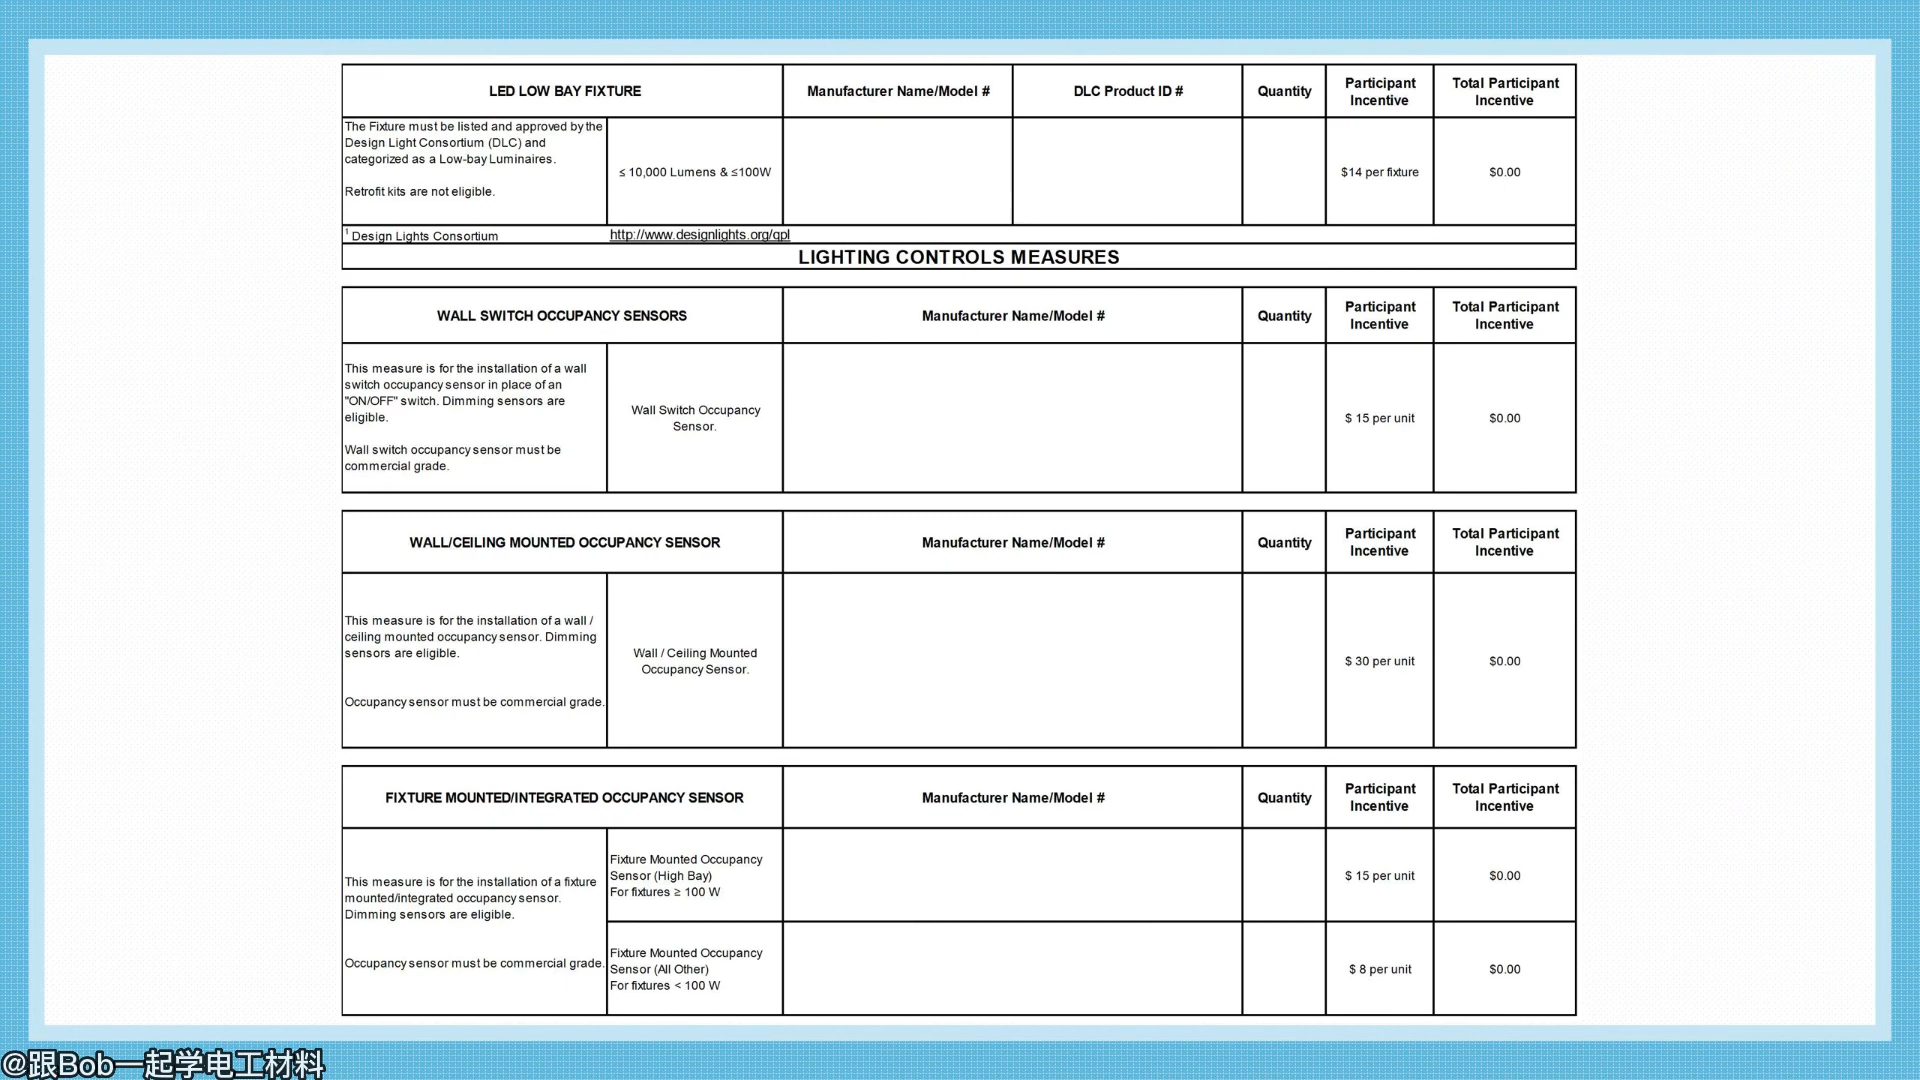 LED LOW BAY FIXTURE
Manufacturer Name/Model #
DLC Product ID #
Quantity
Participant
Incentive
Total Participant
Incentive
The Fixture must be listed and approved by the
Design Light Consortium (DLC) and
categorized as a Low-bay Luminaires.
Retrofit kits are not eligible.
≤ 10,000 Lumens & ≤100W
$14 per fixture
$0.00
1 Design Lights Consortium
http://www.designlights.org/qpl
LIGHTING CONTROLS MEASURES
WALL SWITCH OCCUPANCY SENSORS
Manufacturer Name/Model #
Quantity
Participant
Incentive
Total Participant
Incentive
This measure is for the installation of a wall
switch occupancy sensor in place of an
"ON/OFF" switch. Dimming sensors are
eligible.
Wall switch occupancy sensor must be
commercial grade.
Wall Switch Occupancy
Sensor.
$ 15 per unit
$0.00
WALL/CEILING MOUNTED OCCUPANCY SENSOR
Manufacturer Name/Model #
Quantity
Participant
Incentive
Total Participant
Incentive
This measure is for the installation of a wall /
ceiling mounted occupancy sensor. Dimming
sensors are eligible.
Occupancy sensor must be commercial grade.
Wall / Ceiling Mounted
Occupancy Sensor.
$ 30 per unit
$0.00
FIXTURE MOUNTED/INTEGRATED OCCUPANCY SENSOR
Manufacturer Name/Model #
Quantity
Participant
Incentive
Total Participant
Incentive
This measure is for the installation of a fixture
mounted/integrated occupancy sensor.
Dimming sensors are eligible.
Occupancy sensor must be commercial grade.
Fixture Mounted Occupancy
Sensor (High Bay)
For fixtures ≥ 100 W
$ 15 per unit
$0.00
Fixture Mounted Occupancy
Sensor (All Other)
For fixtures < 100 W
$ 8 per unit
$0.00
@跟Bob一起学电工材料